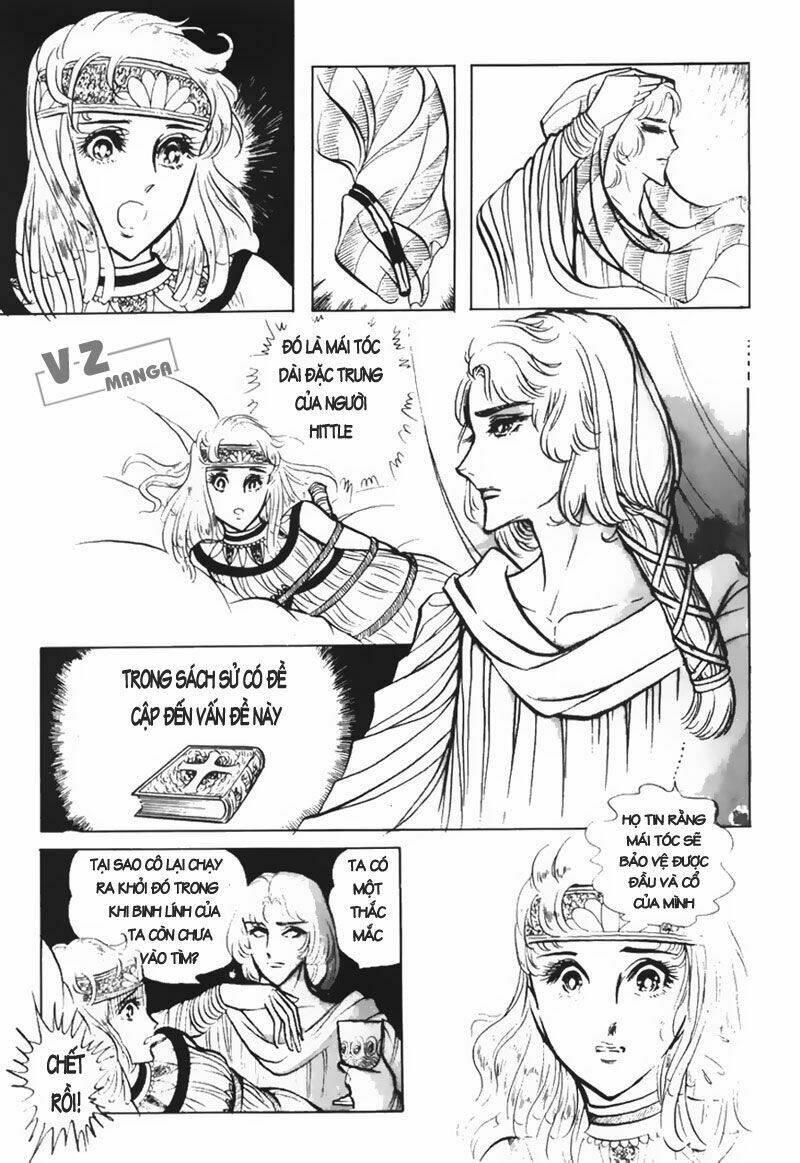 V-Z
MANGA
ĐÓ LÀ MÁI TÓC
DÀI ĐẶC TRƯNG
CỦA NGƯỜI
HITTLE
TRONG SÁCH SỬ CÓ ĐỀ
CẬP ĐẾN VẤN ĐỀ NÀY
HỌ TIN RẰNG
MÁI TÓC SẼ
BẢO VỆ ĐƯỢC
ĐẦU VÀ CỔ
CỦA MÌNH
TA CÓ
MỘT
THẮC
MẮC
TẠI SAO CÔ LẠI CHẠY
RA KHỎI ĐÓ TRONG
KHI BINH LÍNH CỦA
TA CÒN CHƯA
VÀO TÌM?
CHẾT
RỒI!